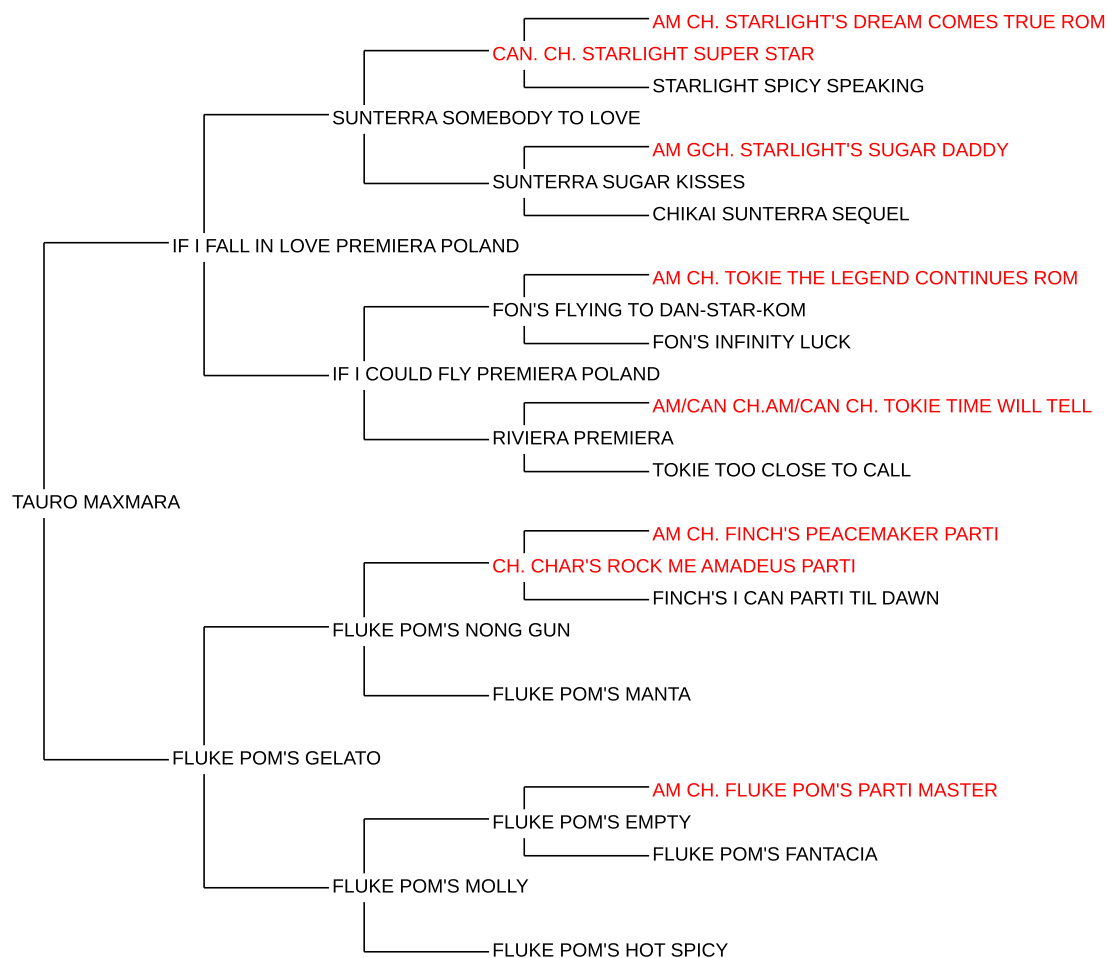 AM CH. STARLIGHT'S DREAM COMES TRUE ROM
CAN. CH. STARLIGHT SUPER STAR
STARLIGHT SPICY SPEAKING
SUNTERRA SOMEBODY TO LOVE
AM GCH. STARLIGHT'S SUGAR DADDY
SUNTERRA SUGAR KISSES
CHIKAI SUNTERRA SEQUEL
IF I FALL IN LOVE PREMIERA POLAND
AM CH. TOKIE THE LEGEND CONTINUES ROM
FON'S FLYING TO DAN-STAR-KOM
FON'S INFINITY LUCK
IF I COULD FLY PREMIERA POLAND
AM/CAN CH.AM/CAN CH. TOKIE TIME WILL TELL
RIVIERA PREMIERA
TOKIE TOO CLOSE TO CALL
TAURO MAXMARA
AM CH. FINCH'S PEACEMAKER PARTI
CH. CHAR'S ROCK ME AMADEUS PARTI
FINCH'S I CAN PARTI TIL DAWN
FLUKE POM'S NONG GUN
FLUKE POM'S MANTA
FLUKE POM'S GELATO
AM CH. FLUKE POM'S PARTI MASTER
FLUKE POM'S EMPTY
FLUKE POM'S FANTACIA
FLUKE POM'S MOLLY
FLUKE POM'S HOT SPICY